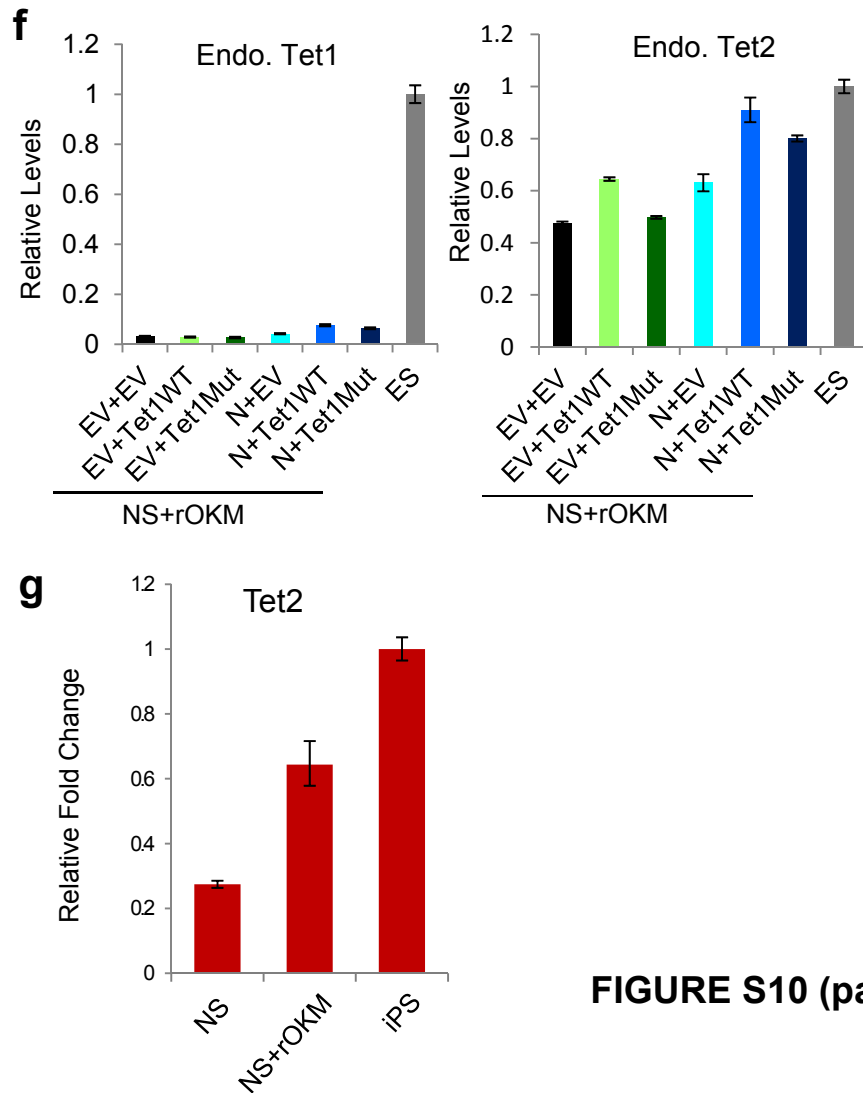 f
Endo. Tet1
Relative Levels
1.2
1
0.8
0.6
0.4
0.2
0
EV+EV
EV+Tet1WT
EV+Tet1Mut
N+EV
N+Tet1WT
N+Tet1Mut
ES
NS+rOKM
Endo. Tet2
Relative Levels
1.2
1
0.8
0.6
0.4
0.2
0
EV+EV
EV+Tet1WT
EV+Tet1Mut
N+EV
N+Tet1WT
N+Tet1Mut
ES
NS+rOKM
g
Tet2
Relative Fold Change
1.2
1
0.8
0.6
0.4
0.2
0
NS
NS+rOKM
iPS
FIGURE S10 (pa